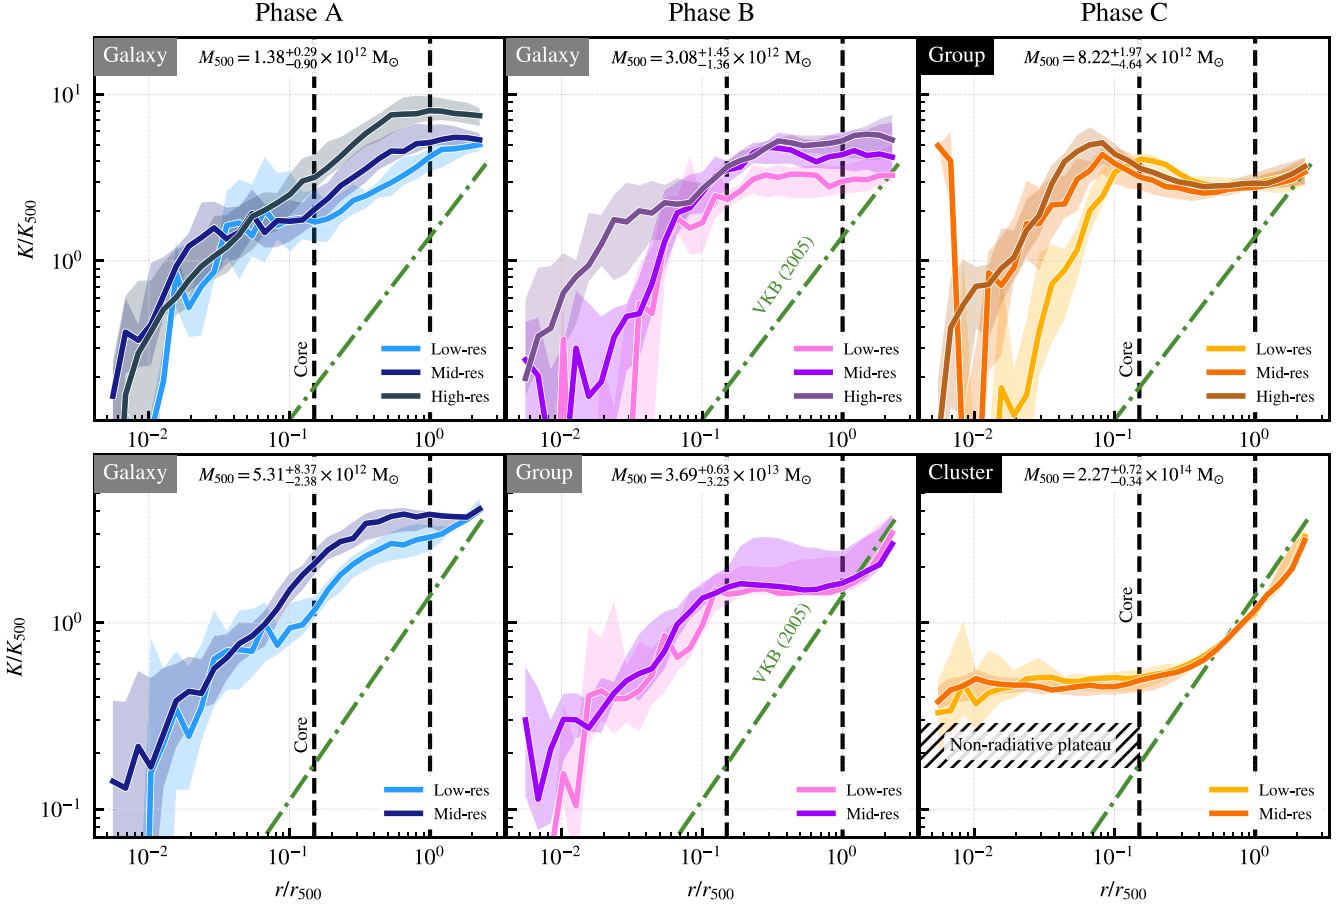 Phase A
Phase B
Phase C
Galaxy
M500 = 1.38 +0.29 −0.90 × 10^12 M⊙
Galaxy
M500 = 3.08 +1.45 −1.36 × 10^12 M⊙
Group
M500 = 8.22 +1.97 −4.64 × 10^12 M⊙
K/K500
10^1
10^0
Core
VKB (2005)
Core
Low-res
Mid-res
High-res
Low-res
Mid-res
High-res
Low-res
Mid-res
High-res
10^−2
10^−1
10^0
10^−2
10^−1
10^0
10^−2
10^−1
10^0
Galaxy
M500 = 5.31 +8.37 −2.38 × 10^12 M⊙
Group
M500 = 3.69 +0.63 −3.25 × 10^13 M⊙
Cluster
M500 = 2.27 +0.72 −0.34 × 10^14 M⊙
K/K500
10^0
10^−1
Core
VKB (2005)
Core
Non-radiative plateau
Low-res
Mid-res
Low-res
Mid-res
Low-res
Mid-res
10^−2
10^−1
10^0
10^−2
10^−1
10^0
10^−2
10^−1
10^0
r/r500
r/r500
r/r500